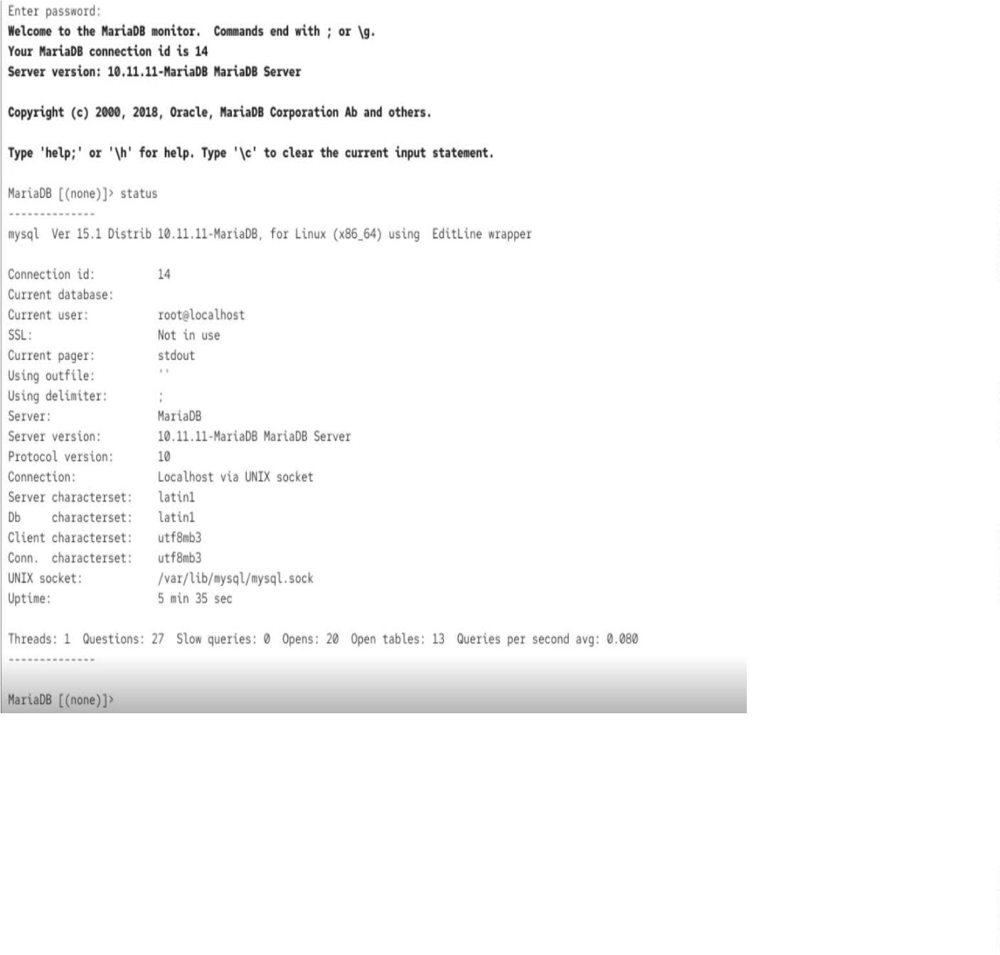 Enter password:
Welcome to the MariaDB monitor.  Commands end with ; or \g.
Your MariaDB connection id is 14
Server version: 10.11.11-MariaDB MariaDB Server
Copyright (c) 2000, 2018, Oracle, MariaDB Corporation Ab and others.
Type 'help;' or '\h' for help. Type '\c' to clear the current input statement.
MariaDB [(none)]> status
--------------
mysql  Ver 15.1 Distrib 10.11.11-MariaDB, for Linux (x86_64) using  EditLine wrapper
Connection id:          14
Current database:
Current user:           root@localhost
SSL:                    Not in use
Current pager:          stdout
Using outfile:          ''
Using delimiter:        ;
Server:                 MariaDB
Server version:         10.11.11-MariaDB MariaDB Server
Protocol version:       10
Connection:             Localhost via UNIX socket
Server characterset:    latin1
Db     characterset:    latin1
Client characterset:    utf8mb3
Conn.  characterset:    utf8mb3
UNIX socket:            /var/lib/mysql/mysql.sock
Uptime:                 5 min 35 sec
Threads: 1  Questions: 27  Slow queries: 0  Opens: 20  Open tables: 13  Queries per second avg: 0.080
--------------
MariaDB [(none)]>